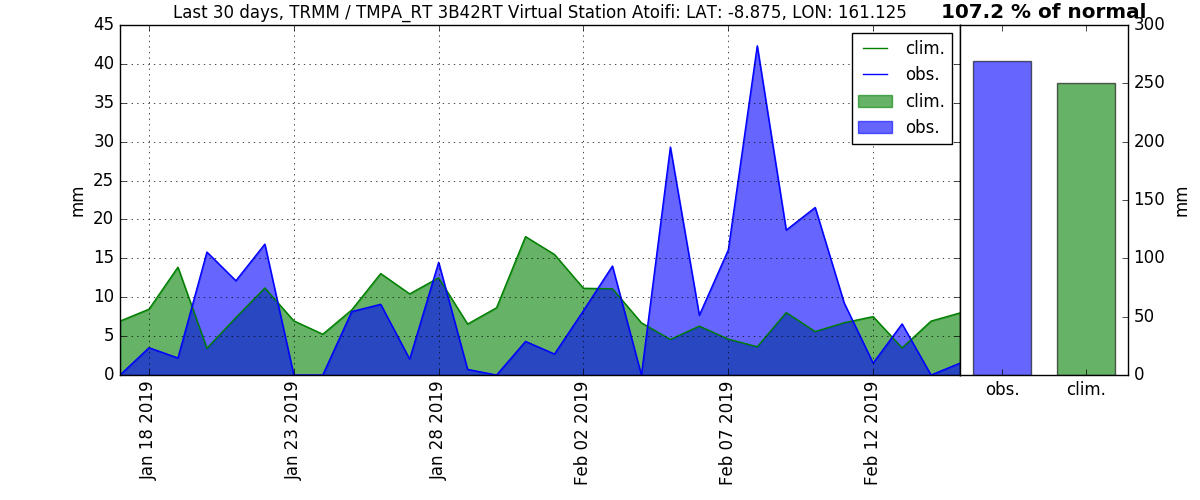 Last 30 days, TRMM / TMPA_RT 3B42RT Virtual Station Atoifi: LAT: -8.875, LON: 161.125
107.2 % of normal
45
40
35
30
25
20
15
10
5
0
mm
clim.
obs.
clim.
obs.
300
250
200
150
100
50
0
mm
Jan 18 2019
Jan 23 2019
Jan 28 2019
Feb 02 2019
Feb 07 2019
Feb 12 2019
obs.
clim.